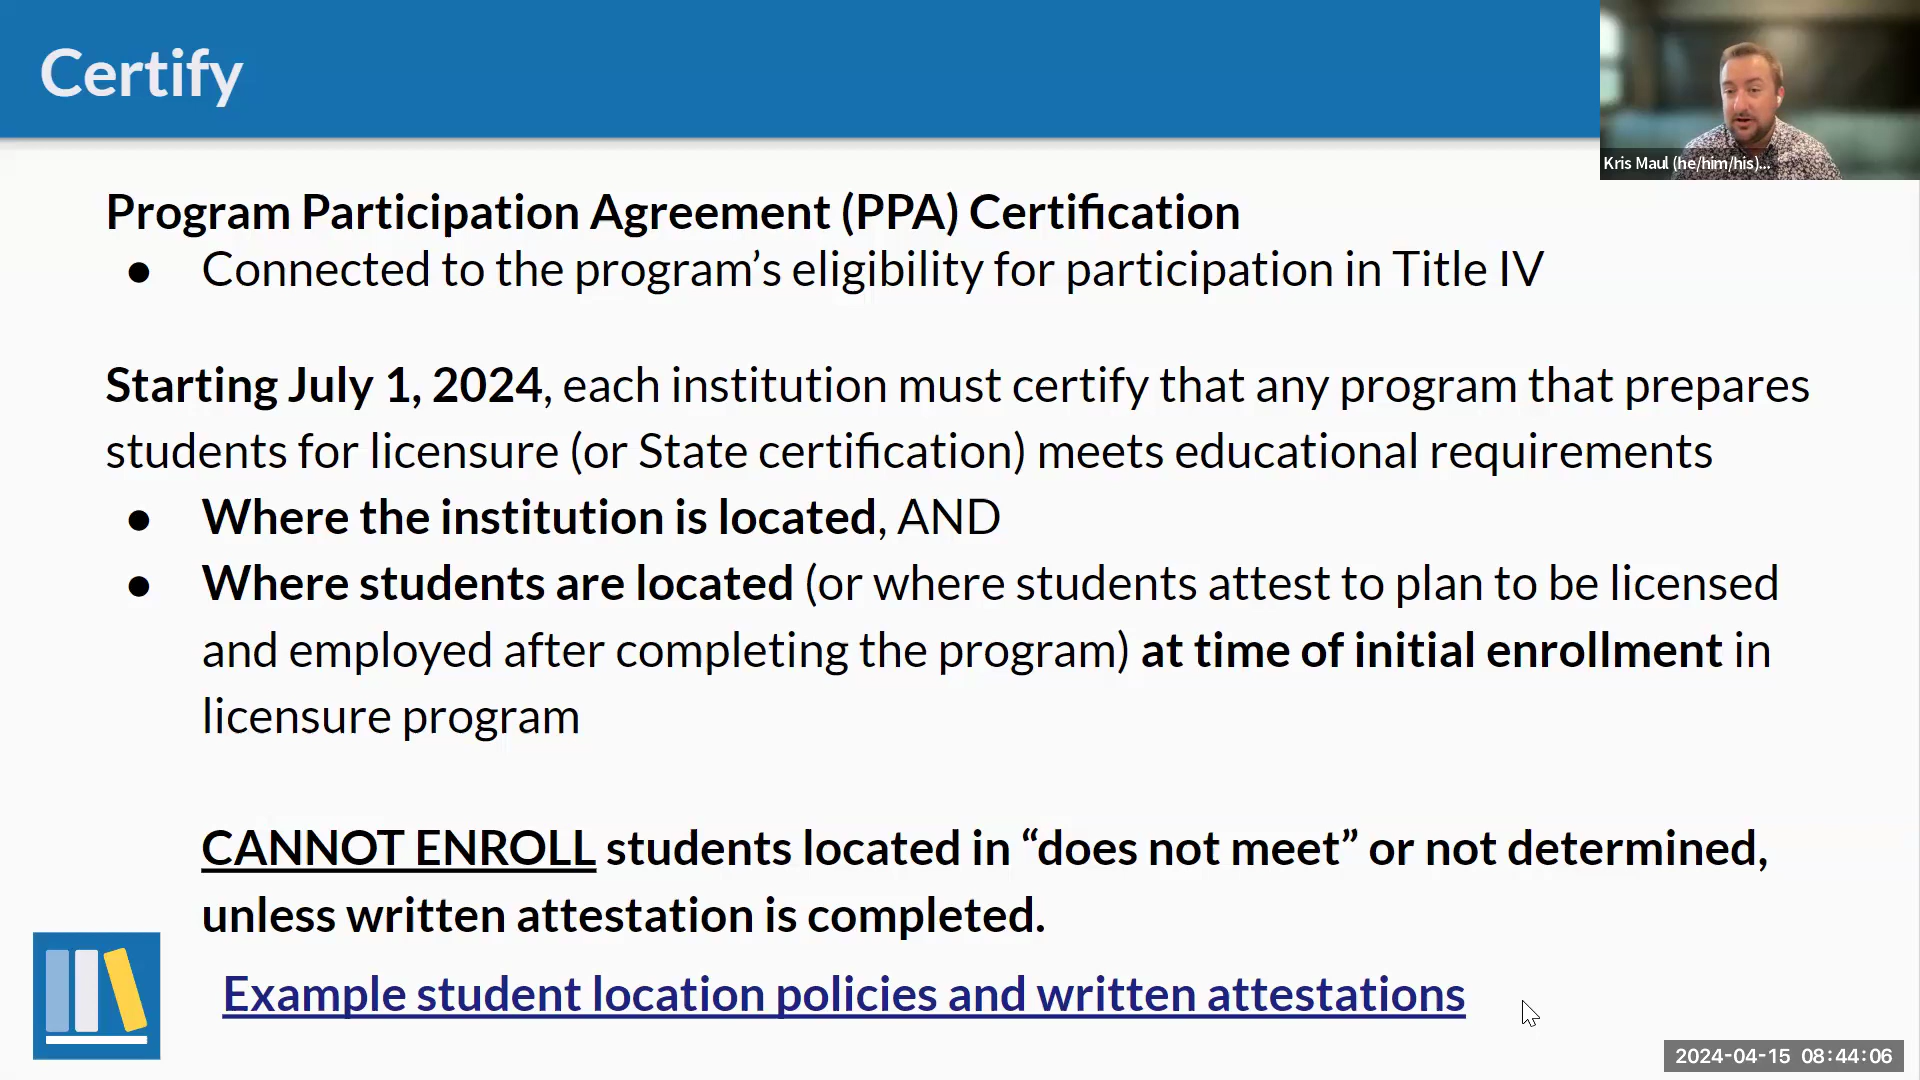 Certify
Kris Maul (he/him/his)...
Program Participation Agreement (PPA) Certification
● Connected to the program’s eligibility for participation in Title IV
Starting July 1, 2024, each institution must certify that any program that prepares
students for licensure (or State certification) meets educational requirements
● Where the institution is located, AND
● Where students are located (or where students attest to plan to be licensed
and employed after completing the program) at time of initial enrollment in
licensure program
CANNOT ENROLL students located in “does not meet” or not determined,
unless written attestation is completed.
Example student location policies and written attestations
2024-04-15 08:44:06